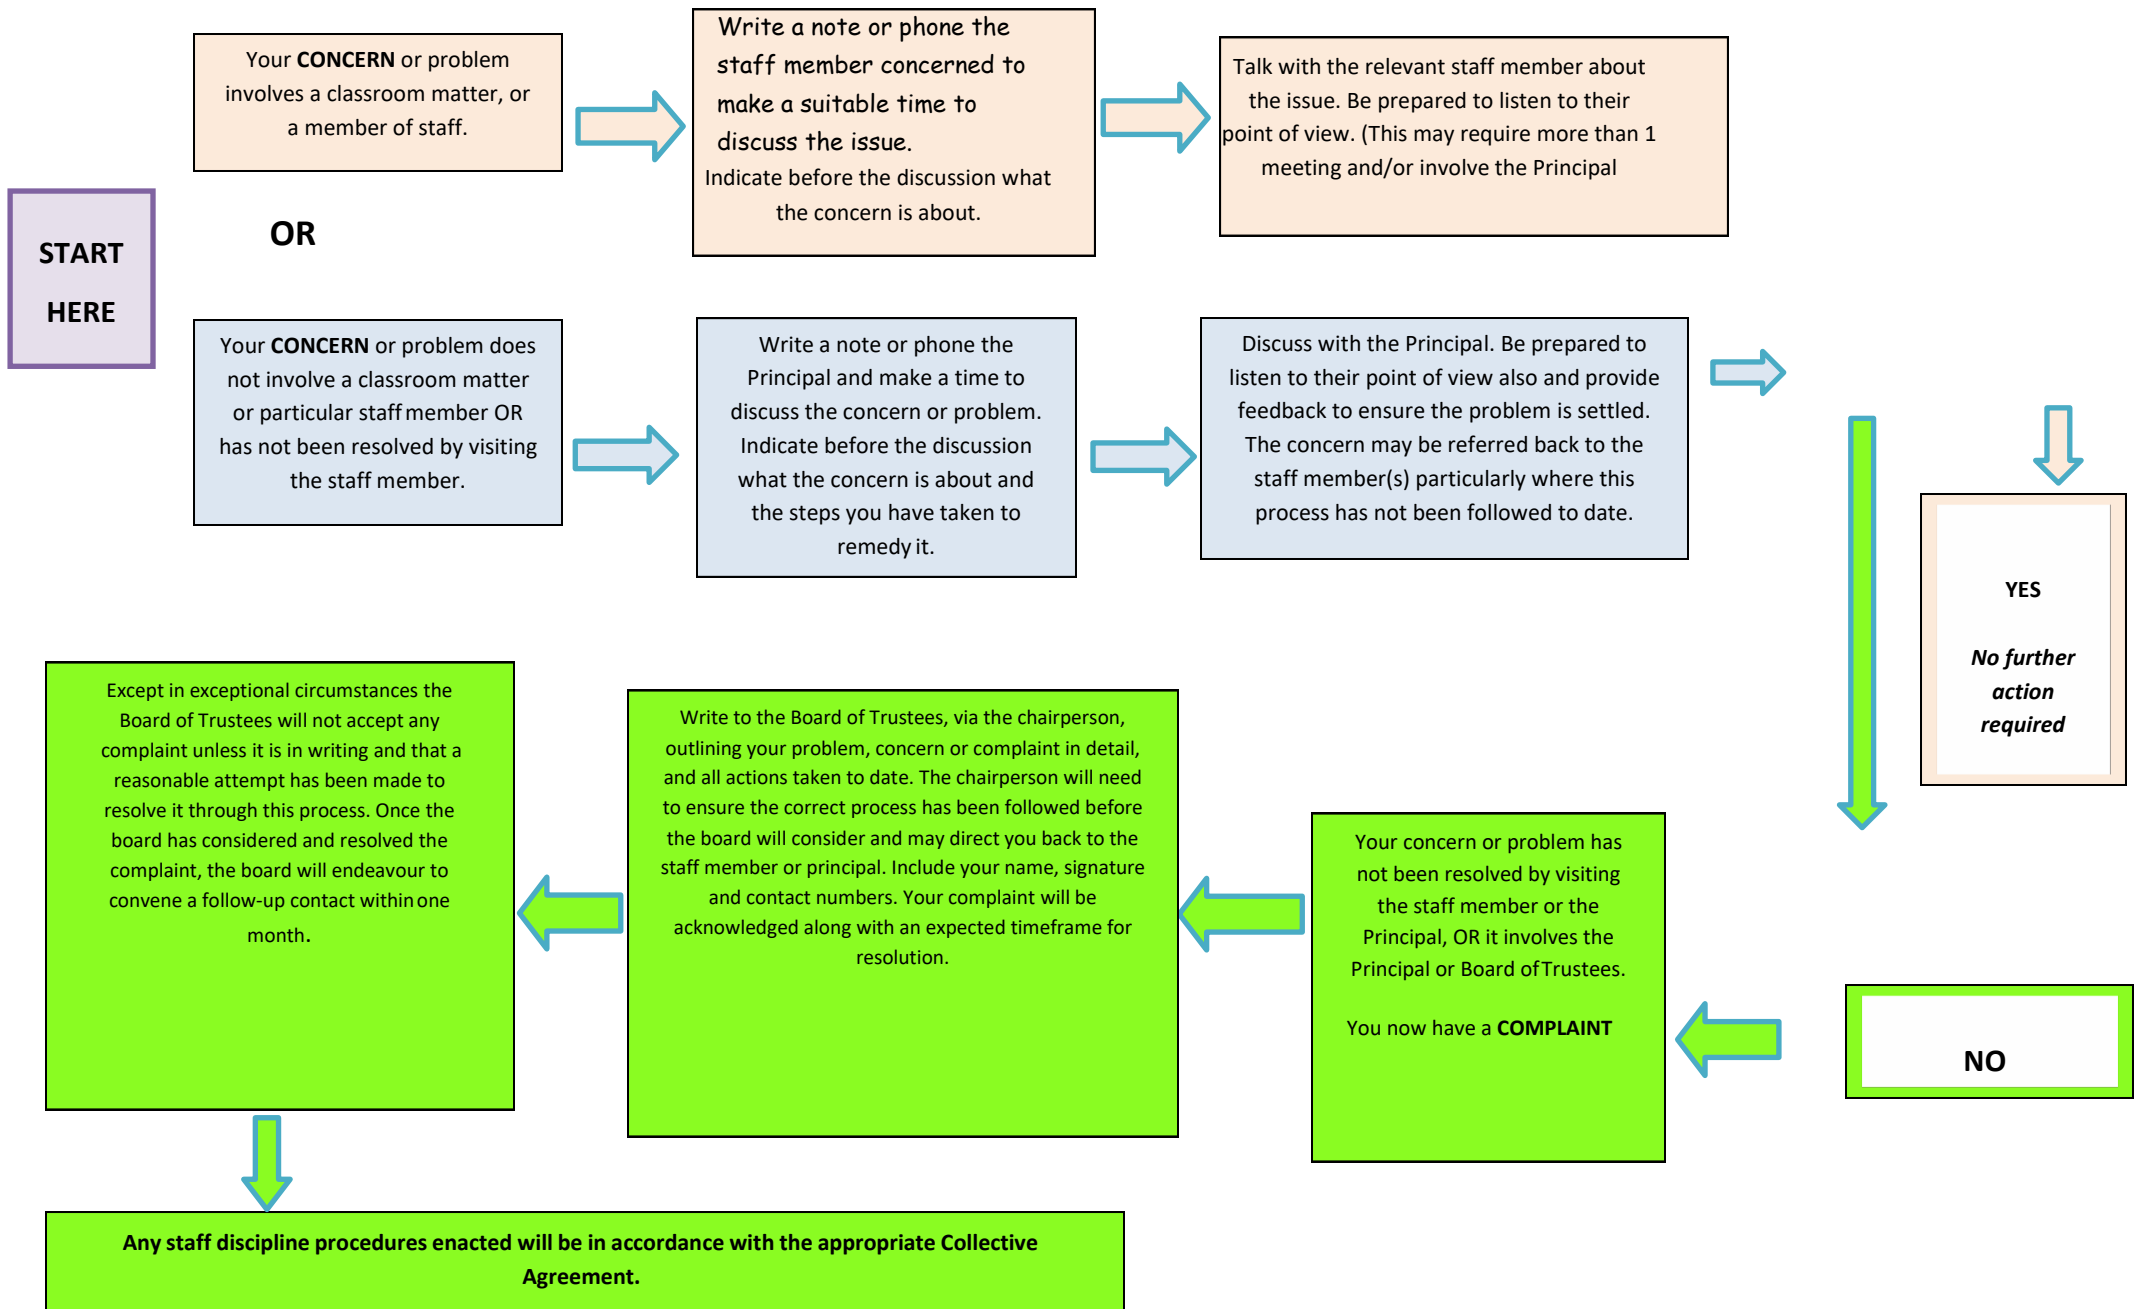 START
HERE
Your CONCERN or problem
involves a classroom matter, or
a member of staff.
Write a note or phone the
staff member concerned to
make a suitable time to
discuss the issue.
Indicate before the discussion what
the concern is about.
Talk with the relevant staff member about
the issue. Be prepared to listen to their
point of view. (This may require more than 1
meeting and/or involve the Principal
OR
Your CONCERN or problem does
not involve a classroom matter
or particular staff member OR
has not been resolved by visiting
the staff member.
Write a note or phone the
Principal and make a time to
discuss the concern or problem.
Indicate before the discussion
what the concern is about and
the steps you have taken to
remedy it.
Discuss with the Principal. Be prepared to
listen to their point of view also and provide
feedback to ensure the problem is settled.
The concern may be referred back to the
staff member(s) particularly where this
process has not been followed to date.
YES
No further
action
required
NO
Your concern or problem has
not been resolved by visiting
the staff member or the
Principal, OR it involves the
Principal or Board of Trustees.
You now have a COMPLAINT
Write to the Board of Trustees, via the chairperson,
outlining your problem, concern or complaint in detail,
and all actions taken to date. The chairperson will need
to ensure the correct process has been followed before
the board will consider and may direct you back to the
staff member or principal. Include your name, signature
and contact numbers. Your complaint will be
acknowledged along with an expected timeframe for
resolution.
Except in exceptional circumstances the
Board of Trustees will not accept any
complaint unless it is in writing and that a
reasonable attempt has been made to
resolve it through this process. Once the
board has considered and resolved the
complaint, the board will endeavour to
convene a follow-up contact within one
month.
Any staff discipline procedures enacted will be in accordance with the appropriate Collective
Agreement.